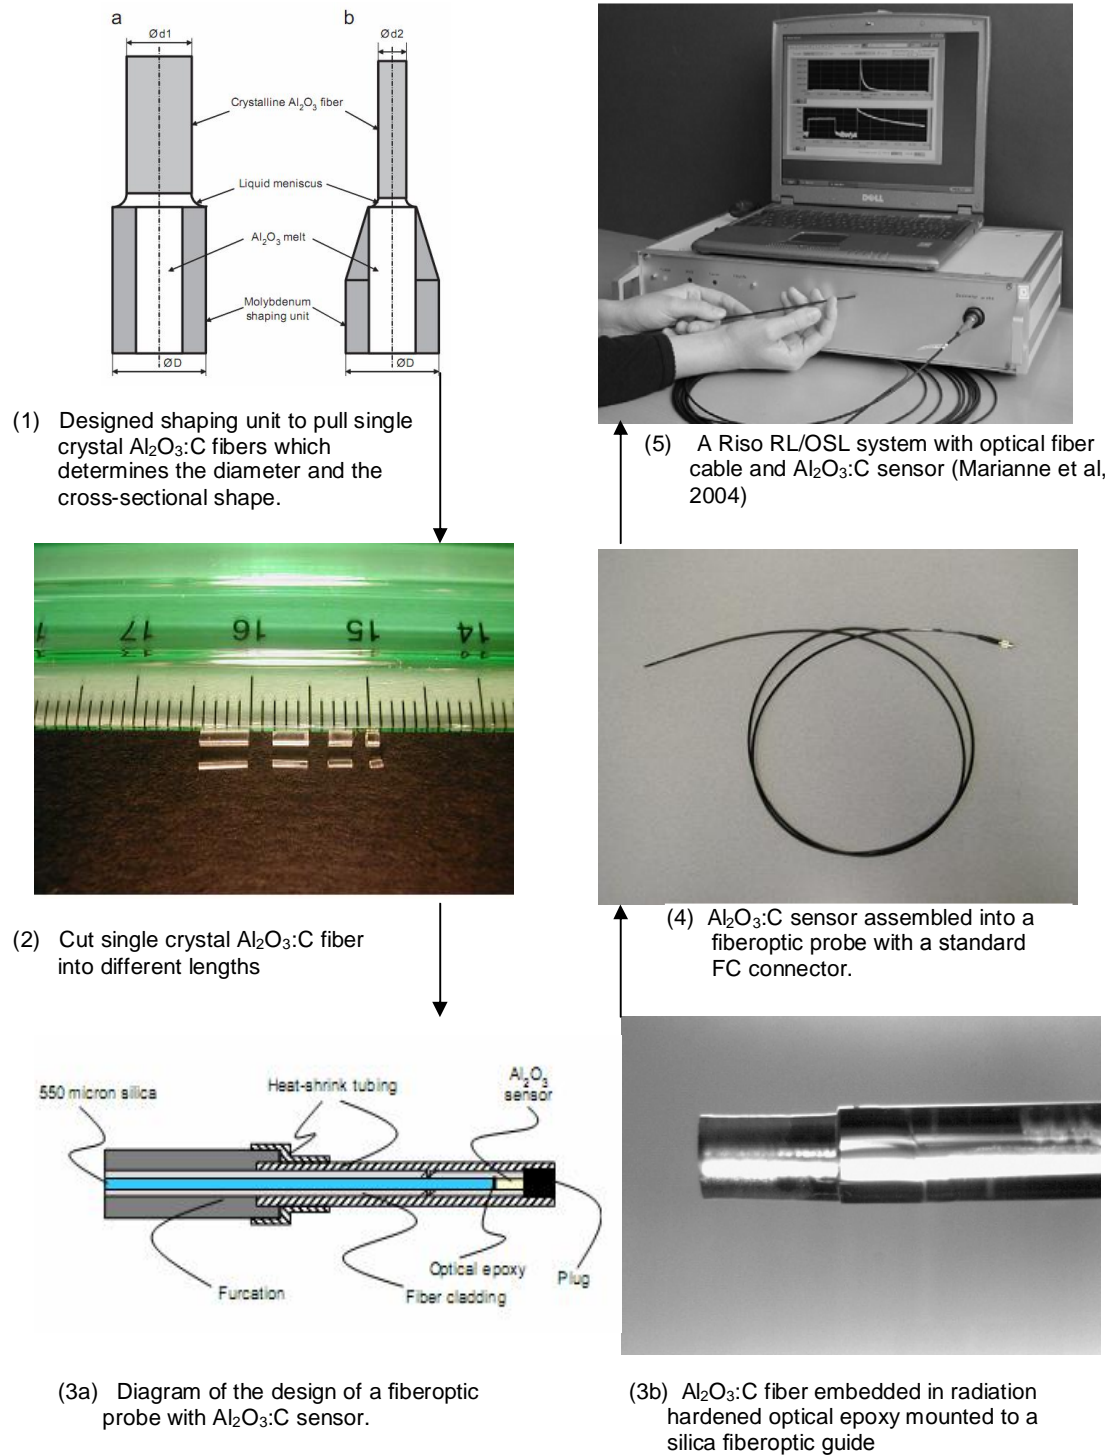 a
b
Ød1
Ød2
Crystalline Al₂O₃ fiber
Liquid meniscus
Al₂O₃ melt
Molybdenum
shaping unit
ØD
ØD
(1) Designed shaping unit to pull single
crystal Al₂O₃:C fibers which
determines the diameter and the
cross-sectional shape.
17
16
15
14
(2) Cut single crystal Al₂O₃:C fiber
into different lengths
550 micron silica
Heat-shrink tubing
Al₂O₃
sensor
Furcation
Optical epoxy
Fiber cladding
Plug
(3a) Diagram of the design of a fiberoptic
probe with Al₂O₃:C sensor.
(3b) Al₂O₃:C fiber embedded in radiation
hardened optical epoxy mounted to a
silica fiberoptic guide
(4) Al₂O₃:C sensor assembled into a
fiberoptic probe with a standard
FC connector.
DELL
(5) A Riso RL/OSL system with optical fiber
cable and Al₂O₃:C sensor (Marianne et al,
2004)